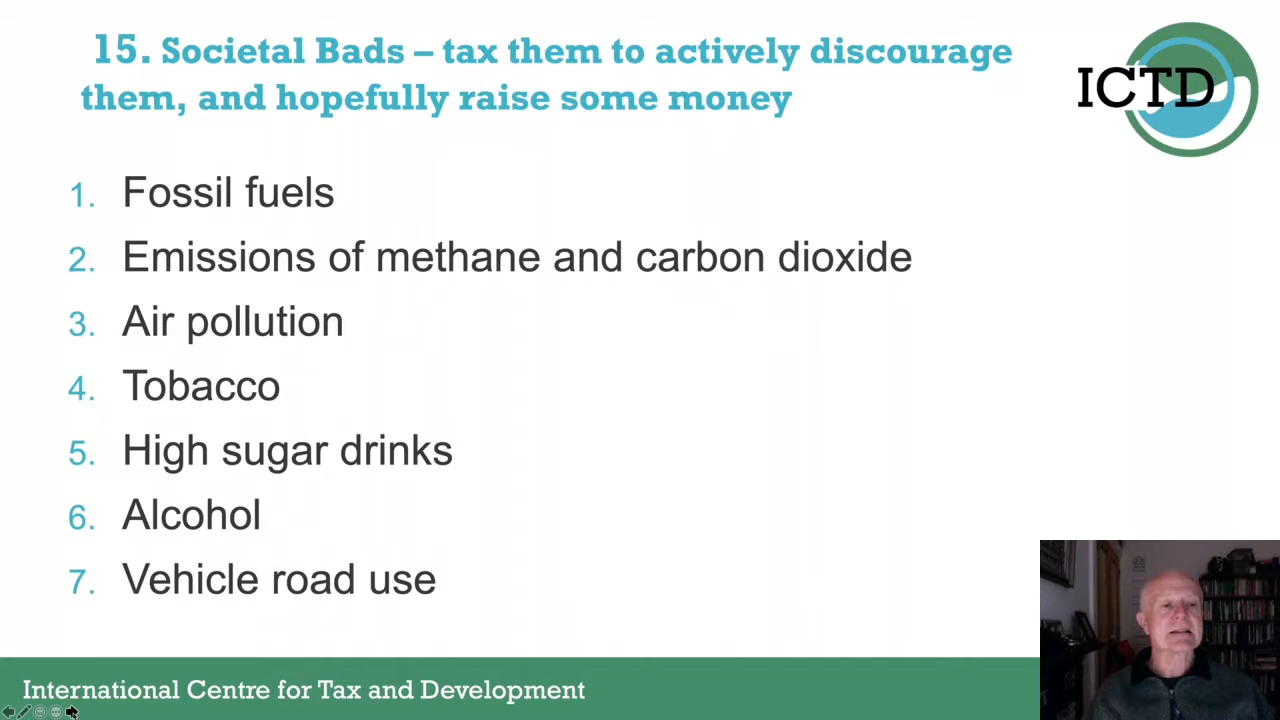 15. Societal Bads – tax them to actively discourage
them, and hopefully raise some money
ICTD
1. Fossil fuels
2. Emissions of methane and carbon dioxide
3. Air pollution
4. Tobacco
5. High sugar drinks
6. Alcohol
7. Vehicle road use
International Centre for Tax and Development